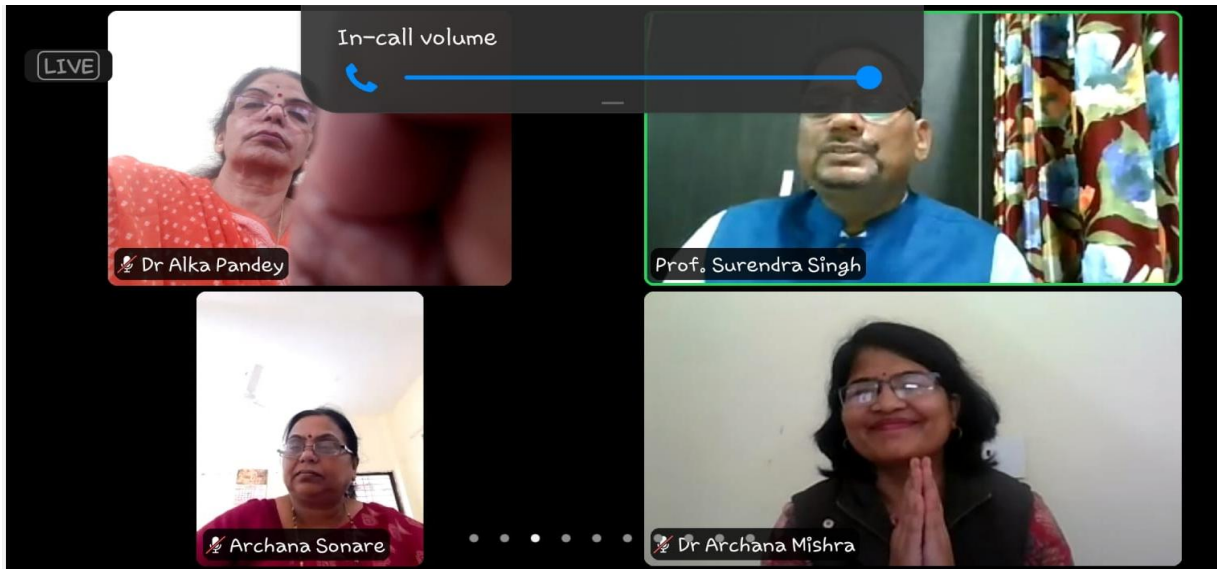 In-call volume
LIVE
Dr Alka Pandey
Prof. Surendra Singh
Archana Sonare
Dr Archana Mishra